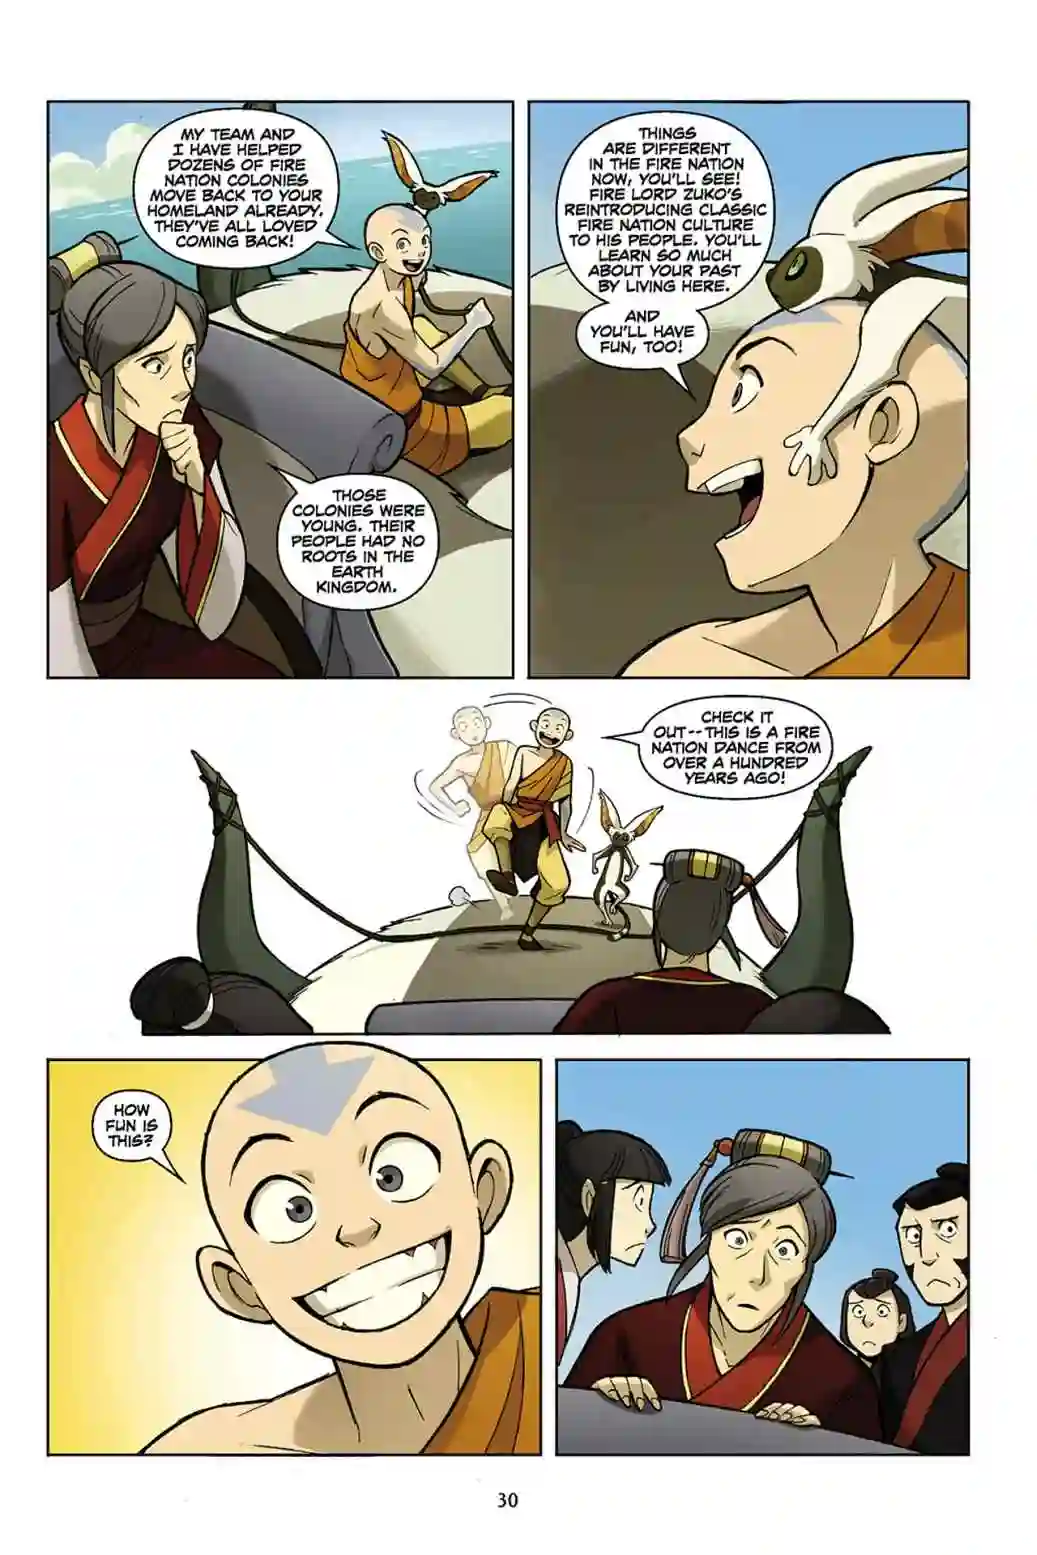 MY TEAM AND
I HAVE HELPED
DOZENS OF FIRE
NATION COLONIES
MOVE BACK TO YOUR
HOMELAND ALREADY.
THEY'VE ALL LOVED
COMING BACK!
THOSE
COLONIES WERE
YOUNG. THEIR
PEOPLE HAD NO
ROOTS IN THE
EARTH
KINGDOM.
THINGS
ARE DIFFERENT
IN THE FIRE NATION
NOW, YOU'LL SEE!
FIRE LORD ZUKO'S
REINTRODUCING CLASSIC
FIRE NATION CULTURE
TO HIS PEOPLE. YOU'LL
LEARN SO MUCH
ABOUT YOUR PAST
BY LIVING HERE.
AND
YOU'LL HAVE
FUN, TOO!
CHECK IT
OUT--THIS IS A FIRE
NATION DANCE FROM
OVER A HUNDRED
YEARS AGO!
HOW
FUN IS
THIS?
30